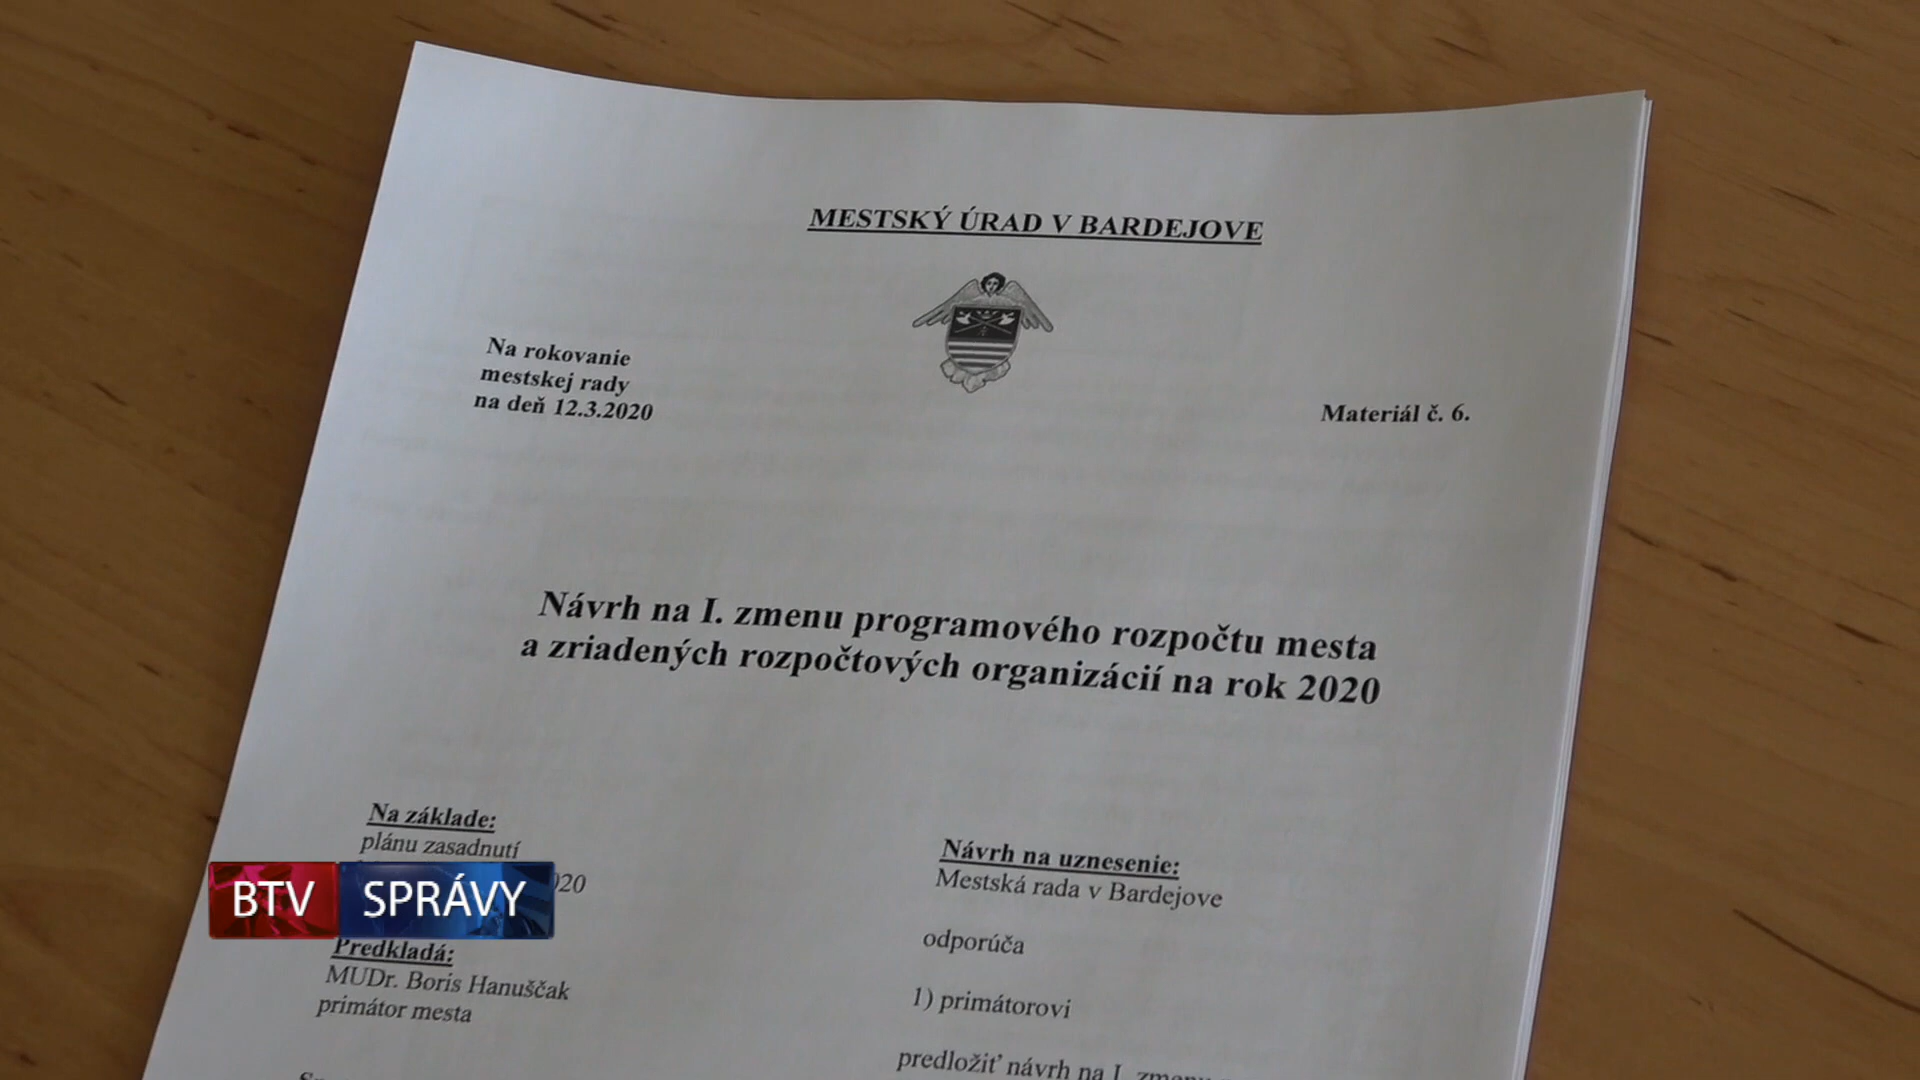 MESTSKÝ ÚRAD V BARDEJOVE
Na rokovanie
mestskej rady
na deň 12.3.2020
Materiál č. 6.
Návrh na I. zmenu programového rozpočtu mesta
a zriadených rozpočtových organizácií na rok 2020
Na základe:
plánu zasadnutí
Predkladá:
MUDr. Boris Hanuščak
primátor mesta
Návrh na uznesenie:
Mestská rada v Bardejove
odporúča
1) primátorovi
predložiť návrh na I. zmenu
BTV SPRÁVY